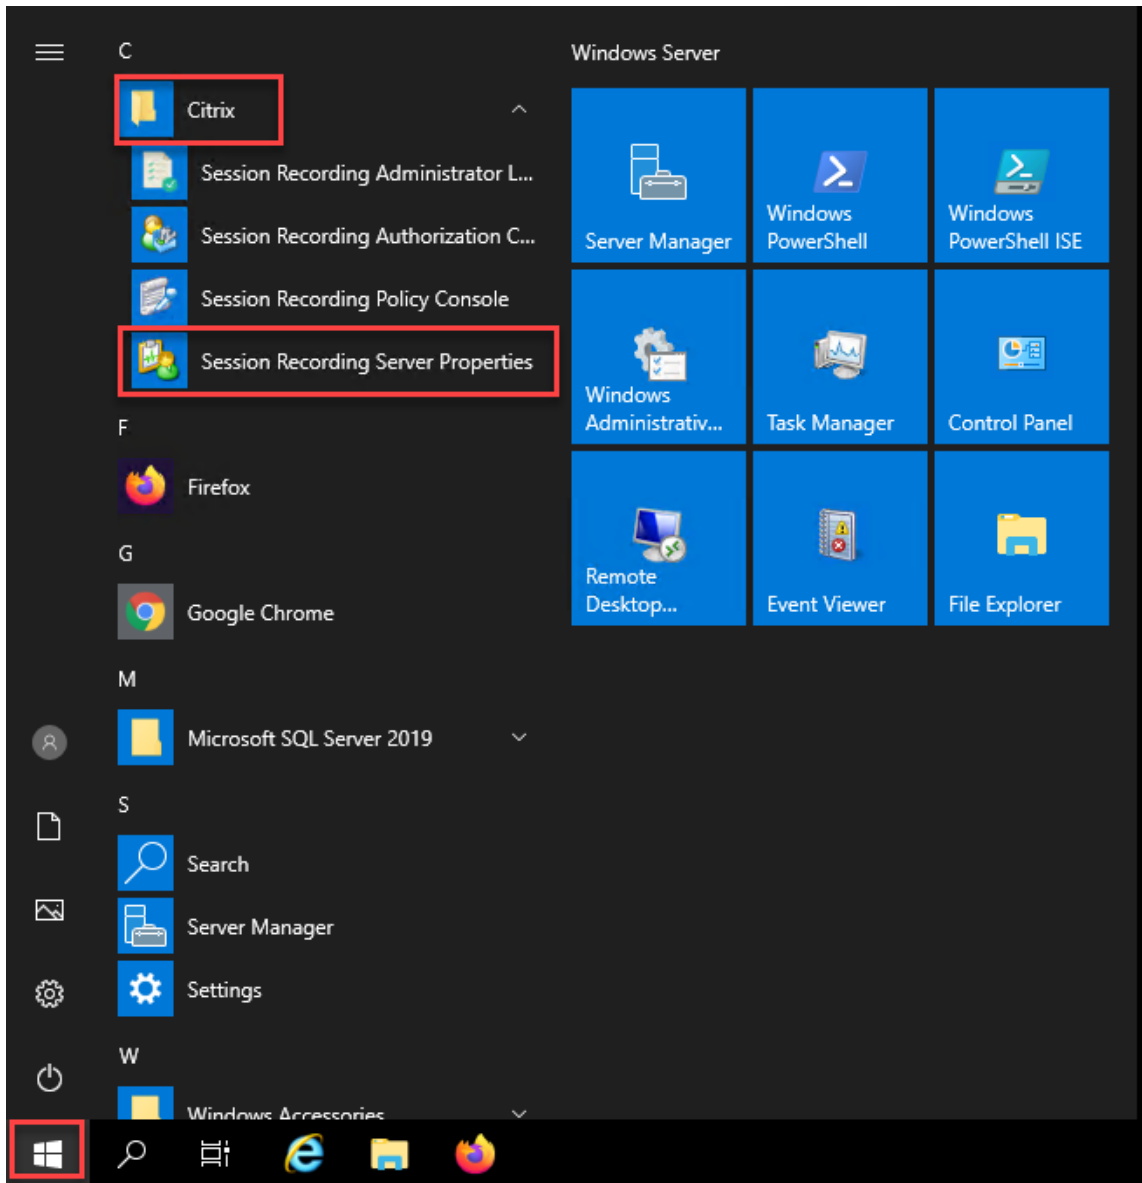 C
Citrix
Session Recording Administrator L...
Session Recording Authorization C...
Session Recording Policy Console
Session Recording Server Properties
F
Firefox
G
Google Chrome
M
Microsoft SQL Server 2019
S
Search
Server Manager
Settings
W
Windows Accessories
Windows Server
Server Manager
Windows
PowerShell
Windows
PowerShell ISE
Windows
Administrativ...
Task Manager
Control Panel
Remote
Desktop...
Event Viewer
File Explorer